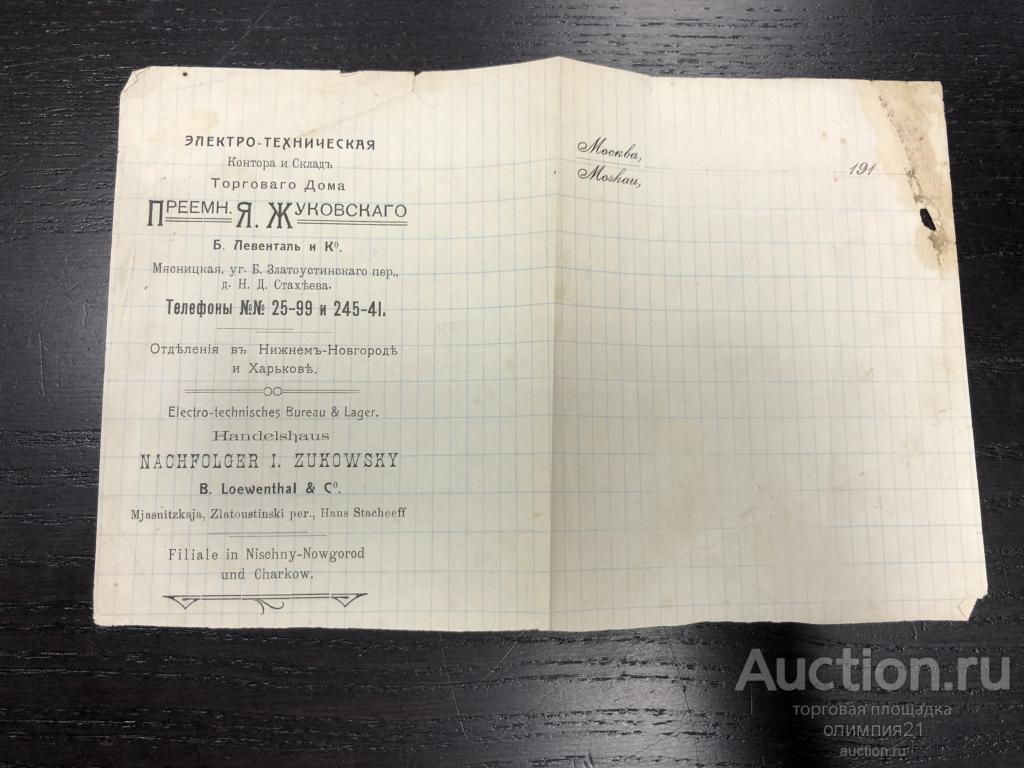 ЭЛЕКТРО-ТЕХНИЧЕСКАЯ
Контора и Складъ
Торговаго Дома
Преемн. Я. Жуковскаго
Б. Левенталь и Кº.
Мясницкая, уг. Б. Златоустинскаго пер.,
д. Н. Д. Стахѣева.
Телефоны №№ 25-99 и 245-41.
Отдѣленія въ Нижнемъ-Новгородѣ
и Харьковѣ.
Electro-technisches Bureau & Lager.
Handelshaus
NACHFOLGER I. ZUKOWSKY
B. Loewenthal & Cº.
Mjasnitzkaja, Zlatoustinski per., Haus Stacheeff
Filiale in Nischny-Nowgorod
und Charkow.
Москва,
Moskau,
191
Auction.ru
торговая площадка
олимпия21
auction.ru